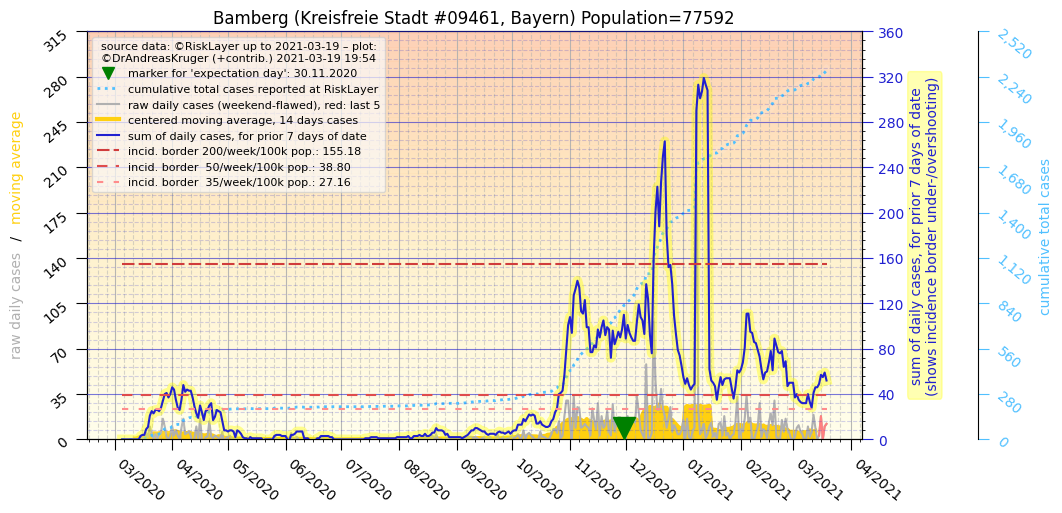 Bamberg (Kreisfreie Stadt #09461, Bayern) Population=77592
source data: ©RiskLayer up to 2021-03-19 – plot:
©DrAndreasKruger (+contrib.) 2021-03-19 19:54
marker for 'expectation day': 30.11.2020
cumulative total cases reported at RiskLayer
raw daily cases (weekend-flawed), red: last 5
centered moving average, 14 days cases
sum of daily cases, for prior 7 days of date
incid. border 200/week/100k pop.: 155.18
incid. border  50/week/100k pop.: 38.80
incid. border  35/week/100k pop.: 27.16
raw daily cases  /  moving average
315
280
245
210
175
140
105
70
35
0
03/2020
04/2020
05/2020
06/2020
07/2020
08/2020
09/2020
10/2020
11/2020
12/2020
01/2021
02/2021
03/2021
04/2021
360
320
280
240
200
160
120
80
40
0
sum of daily cases, for prior 7 days of date
(shows incidence border under-/overshooting)
2,520
2,240
1,960
1,680
1,400
1,120
840
560
280
0
cumulative total cases